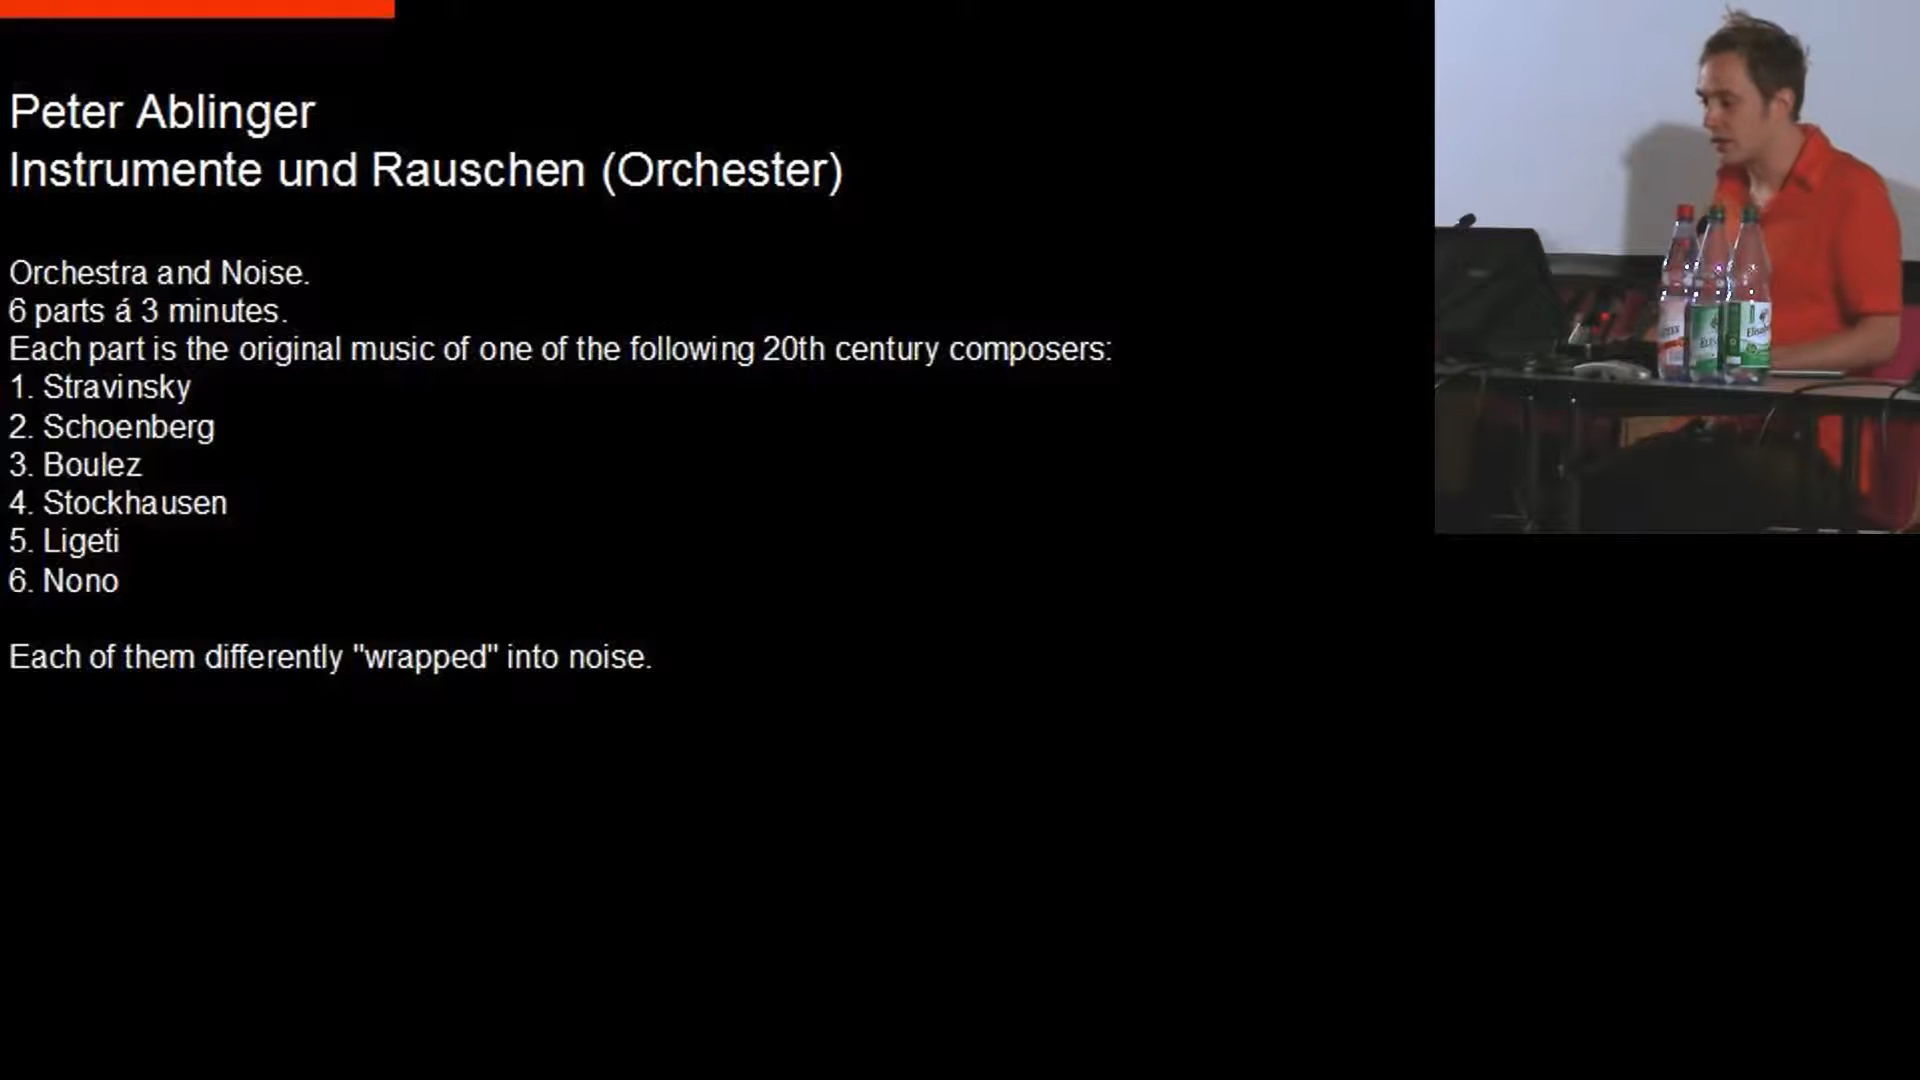 Peter Ablinger
Instrumente und Rauschen (Orchester)
Orchestra and Noise.
6 parts á 3 minutes.
Each part is the original music of one of the following 20th century composers:
1. Stravinsky
2. Schoenberg
3. Boulez
4. Stockhausen
5. Ligeti
6. Nono
Each of them differently "wrapped" into noise.